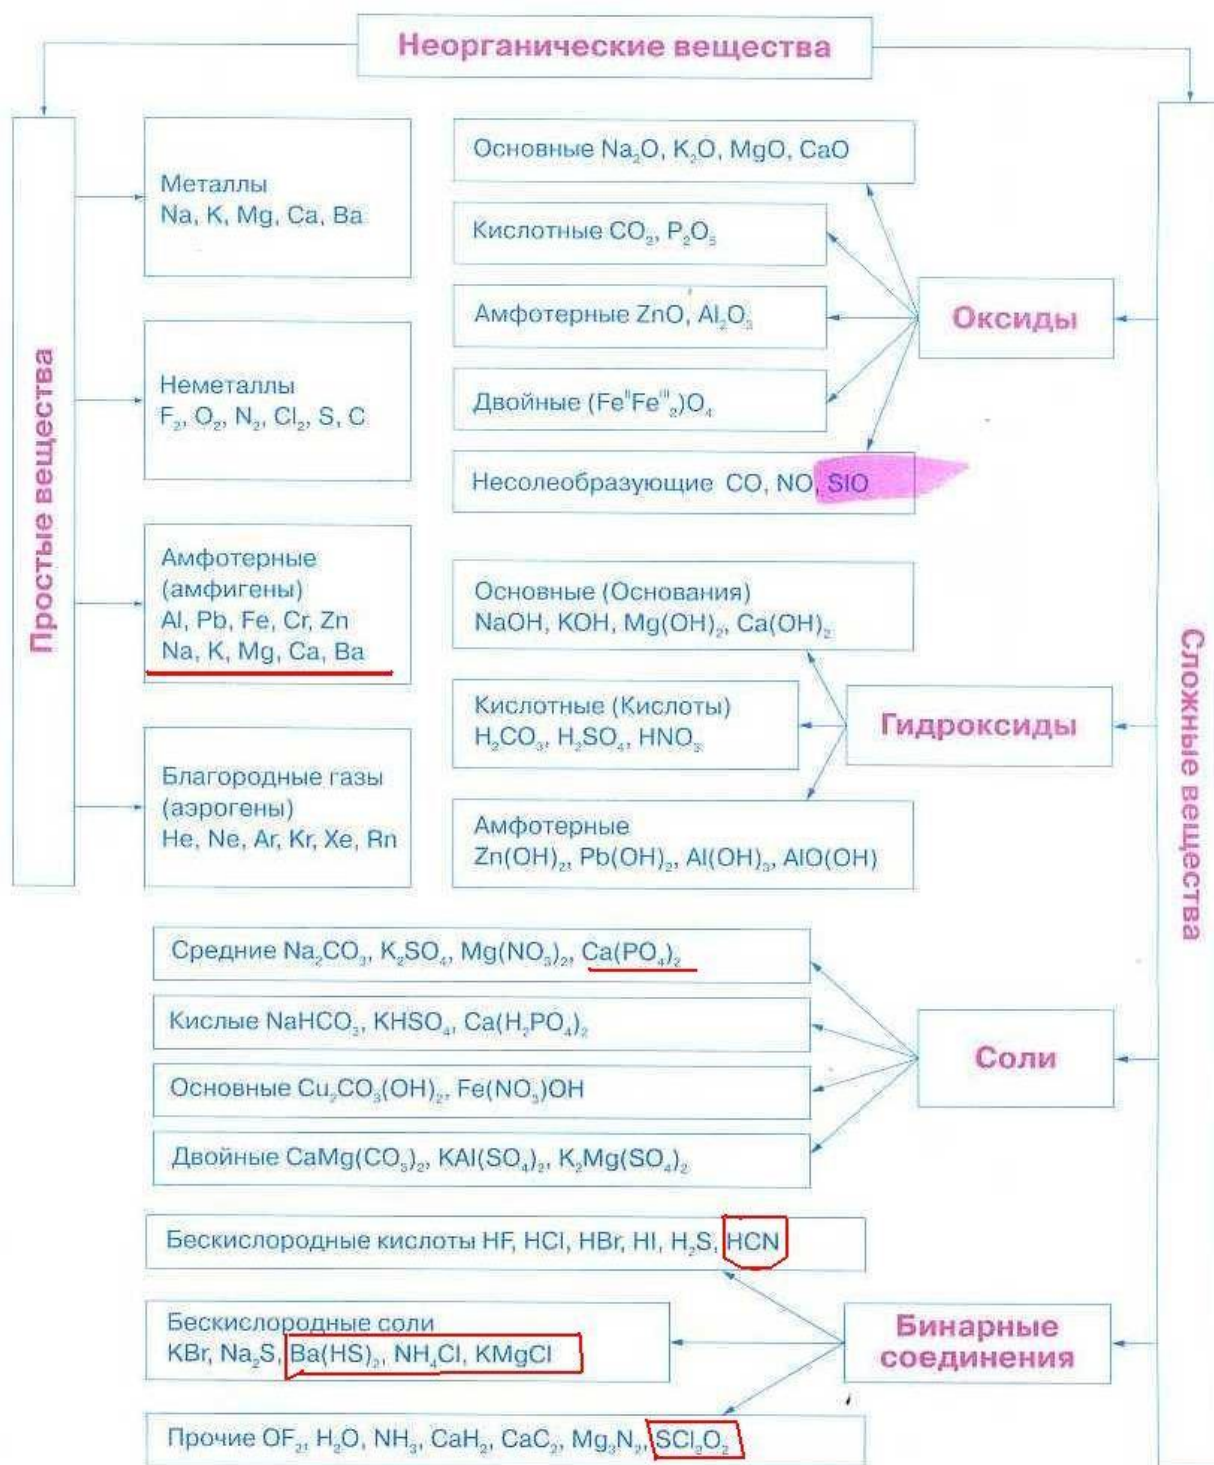 Неорганические вещества
Простые вещества
Металлы
Na, K, Mg, Ca, Ba
Неметаллы
F₂, O₂, N₂, Cl₂, S, C
Амфотерные
(амфигены)
Al, Pb, Fe, Cr, Zn
Na, K, Mg, Ca, Ba
Благородные газы
(аэрогены)
He, Ne, Ar, Kr, Xe, Rn
Сложные вещества
Оксиды
Основные Na₂O, K₂O, MgO, CaO
Кислотные CO₂, P₂O₅
Амфотерные ZnO, Al₂O₃
Двойные (FeᴵᴵFeᴵᴵᴵ₂)O₄
Несолеобразующие CO, NO, SIO
Гидроксиды
Основные (Основания)
NaOH, KOH, Mg(OH)₂, Ca(OH)₂
Кислотные (Кислоты)
H₂CO₃, H₂SO₄, HNO₃
Амфотерные
Zn(OH)₂, Pb(OH)₂, Al(OH)₃, AlO(OH)
Соли
Средние Na₂CO₃, K₂SO₄, Mg(NO₃)₂, Ca(PO₄)₂
Кислые NaHCO₃, KHSO₄, Ca(H₂PO₄)₂
Основные Cu₂CO₃(OH)₂, Fe(NO₃)OH
Двойные CaMg(CO₃)₂, KAl(SO₄)₂, K₂Mg(SO₄)₂
Бинарные
соединения
Бескислородные кислоты HF, HCl, HBr, HI, H₂S, HCN
Бескислородные соли
KBr, Na₂S, Ba(HS)₂, NH₄Cl, KMgCl
Прочие OF₂, H₂O, NH₃, CaH₂, CaC₂, Mg₃N₂, SCl₂O₂